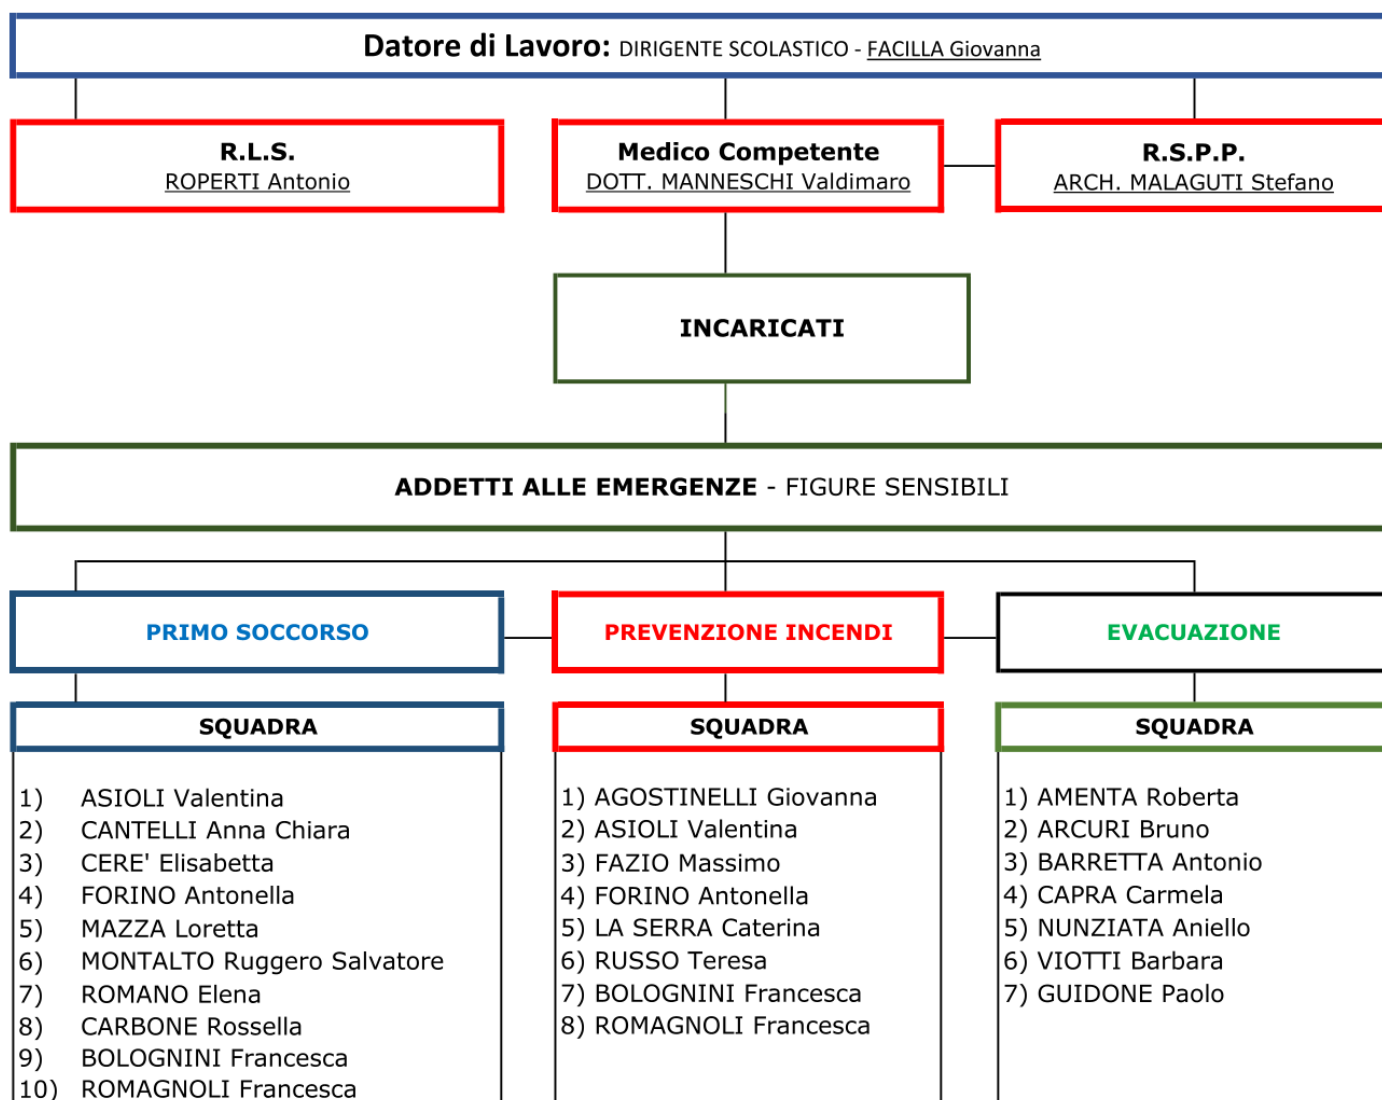 Datore di Lavoro: DIRIGENTE SCOLASTICO - FACILLA Giovanna
R.L.S.
ROPERTI Antonio
Medico Competente
DOTT. MANNESCHI Valdimaro
R.S.P.P.
ARCH. MALAGUTI Stefano
INCARICATI
ADDETTI ALLE EMERGENZE - FIGURE SENSIBILI
PRIMO SOCCORSO
PREVENZIONE INCENDI
EVACUAZIONE
SQUADRA
1) ASIOLI Valentina
2) CANTELLI Anna Chiara
3) CERE' Elisabetta
4) FORINO Antonella
5) MAZZA Loretta
6) MONTALTO Ruggero Salvatore
7) ROMANO Elena
8) CARBONE Rossella
9) BOLOGNINI Francesca
10) ROMAGNOLI Francesca
SQUADRA
1) AGOSTINELLI Giovanna
2) ASIOLI Valentina
3) FAZIO Massimo
4) FORINO Antonella
5) LA SERRA Caterina
6) RUSSO Teresa
7) BOLOGNINI Francesca
8) ROMAGNOLI Francesca
SQUADRA
1) AMENTA Roberta
2) ARCURI Bruno
3) BARRETTA Antonio
4) CAPRA Carmela
5) NUNZIATA Aniello
6) VIOTTI Barbara
7) GUIDONE Paolo